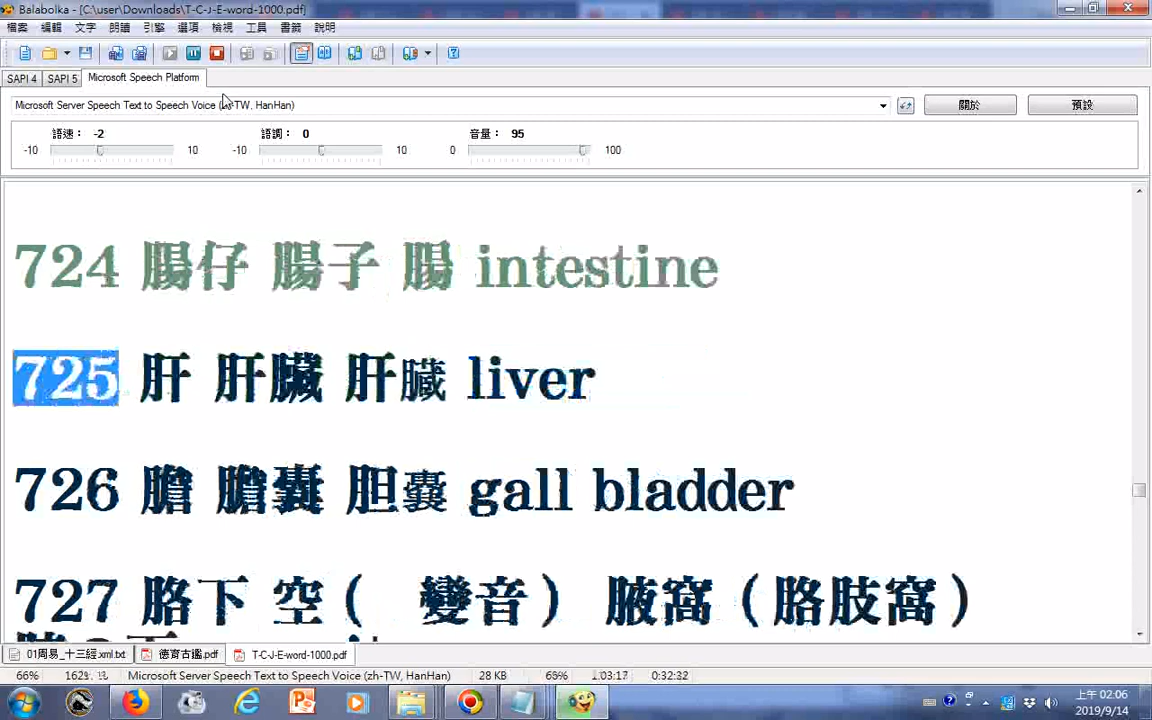 Balabolka - [C:\user\Downloads\T-C-J-E-word-1000.pdf]
檔案 編輯 文字 朗讀 引擎 選項 檢視 工具 書籤 說明
SAPI 4 SAPI 5 Microsoft Speech Platform
Microsoft Server Speech Text to Speech Voice (zh-TW, HanHan) 關於 預設
語速： -2 語調： 0 音量： 95
-10 10 -10 10 0 100
724 腸仔 腸子 腸 intestine
725 肝 肝臟 肝臓 liver
726 膽 膽囊 胆嚢 gall bladder
727 胳下 空( 變音) 腋窩(胳肢窩)
01周易_十三經.xml.txt 德育古鑑.pdf T-C-J-E-word-1000.pdf
66% Microsoft Server Speech Text to Speech Voice (zh-TW, HanHan) 28 KB 1:03:17 0:32:32
上午 02:06
2019/9/14